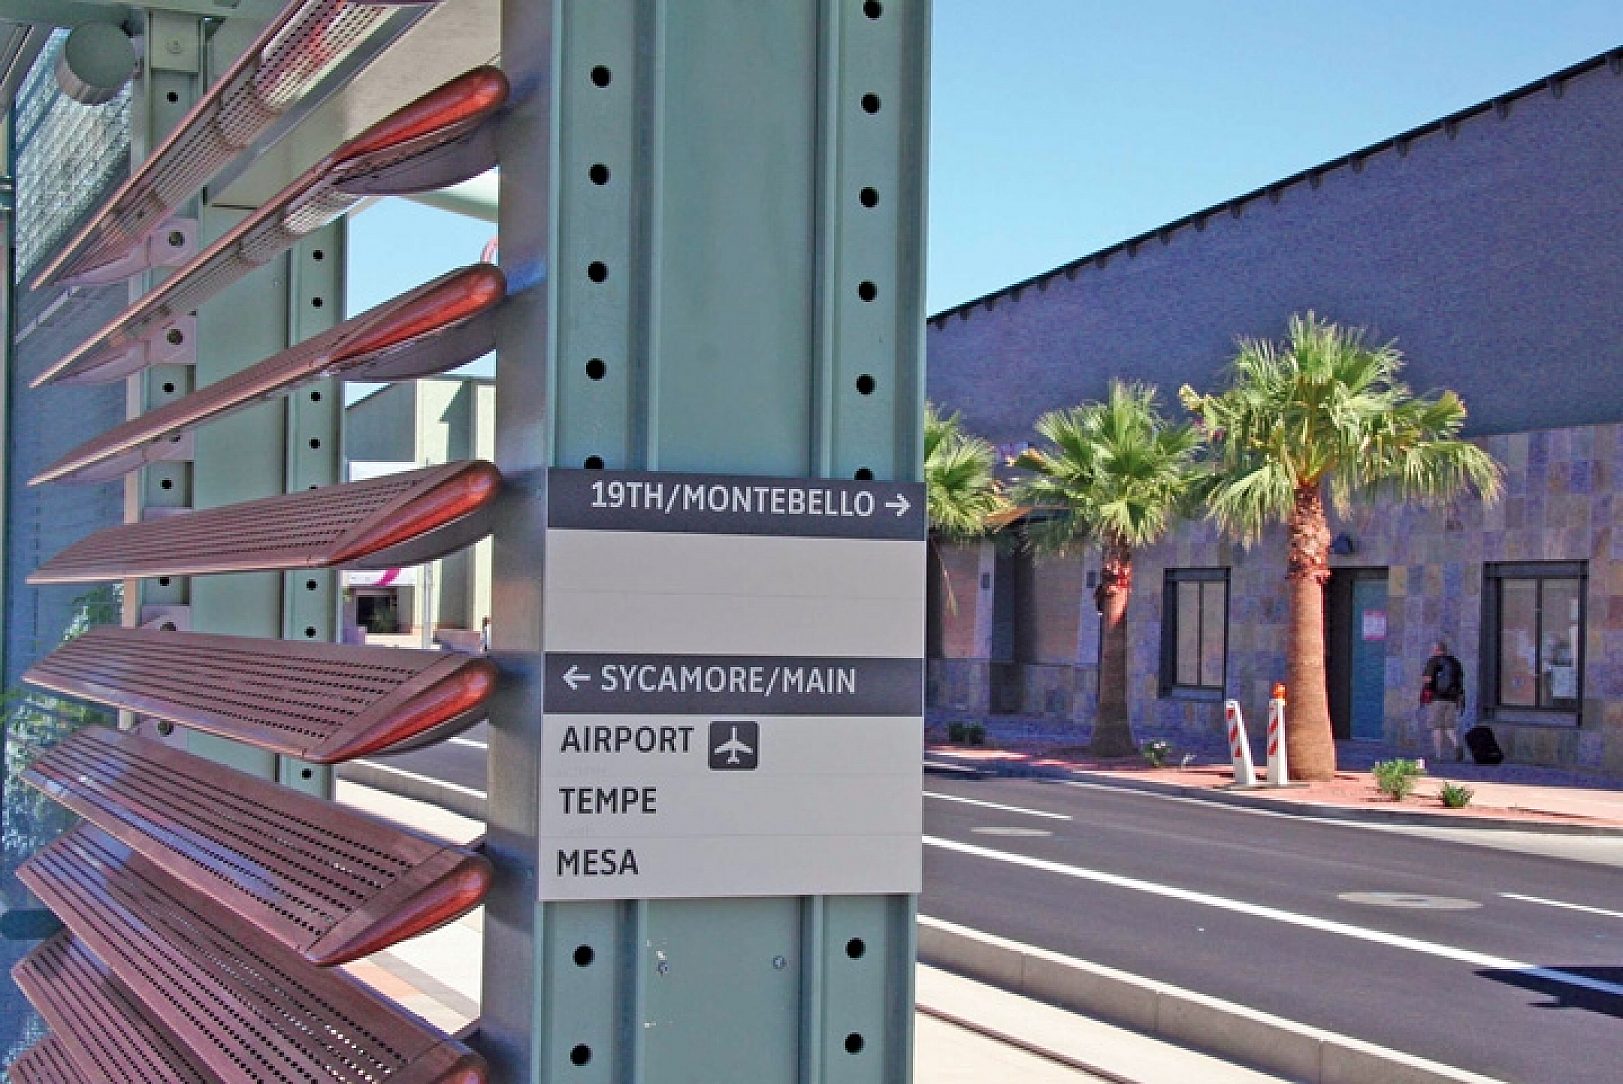 19TH/MONTEBELLO →
← SYCAMORE/MAIN
AIRPORT
TEMPE
MESA